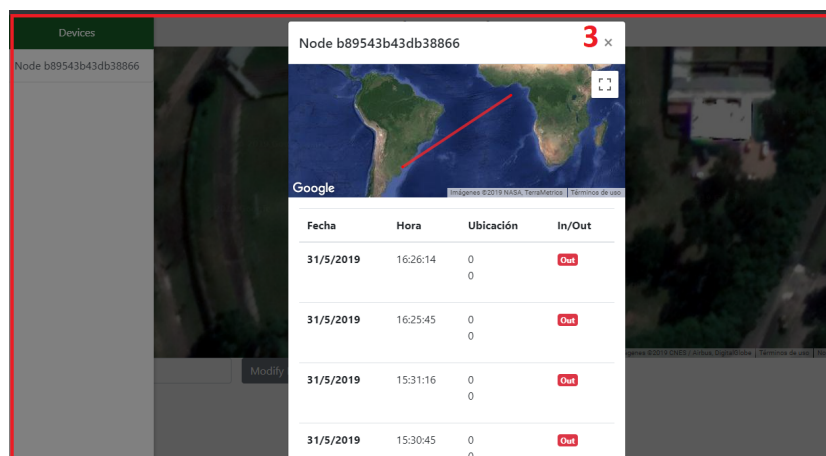 Devices
Node b89543b43db38866
Node b89543b43db38866
3 ×
Google
Imágenes ©2019 NASA, TerraMetrics Términos de uso
Fecha Hora Ubicación In/Out
31/5/2019 16:26:14 0 Out
0
31/5/2019 16:25:45 0 Out
0
31/5/2019 15:31:16 0 Out
0
31/5/2019 15:30:45 0 Out
0
Modify
©2019 CNES / Airbus, DigitalGlobe Términos de uso